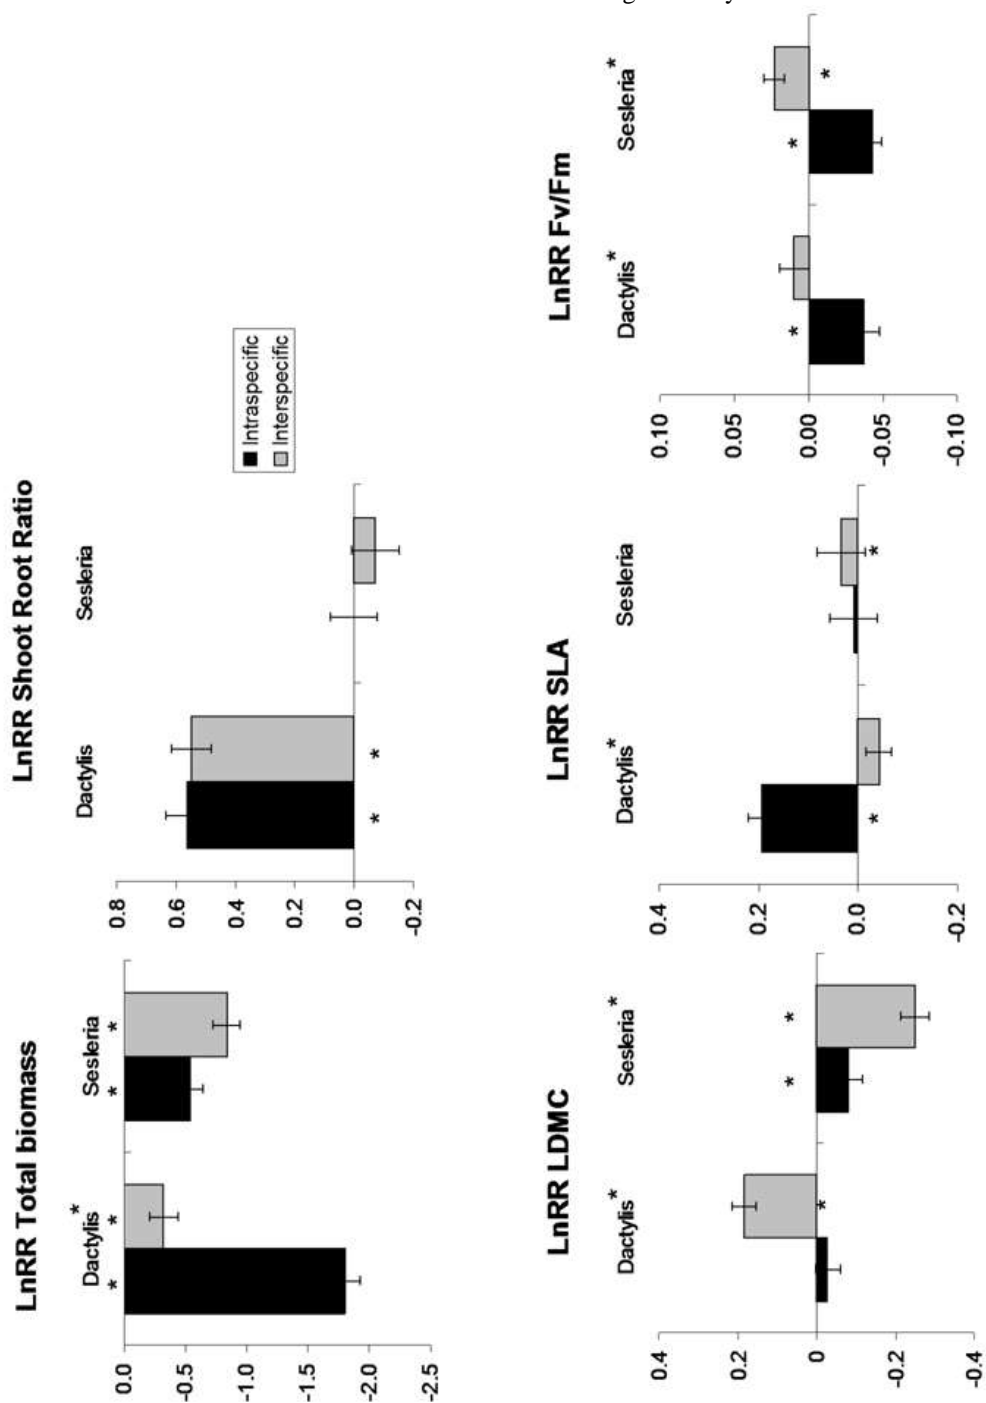 LnRR Total biomass
Dactylis*
Sesleria
* * * *
0.0
-0.5
-1.0
-1.5
-2.0
-2.5
LnRR Shoot Root Ratio
Dactylis
Sesleria
* *
0.8
0.6
0.4
0.2
0.0
-0.2
Intraspecific
Interspecific
LnRR LDMC
Dactylis*
Sesleria*
* * *
0.4
0.2
0
-0.2
-0.4
LnRR SLA
Dactylis*
Sesleria
* *
0.4
0.2
0.0
-0.2
LnRR Fv/Fm
Dactylis*
Sesleria*
* * *
0.10
0.05
0.00
-0.05
-0.10